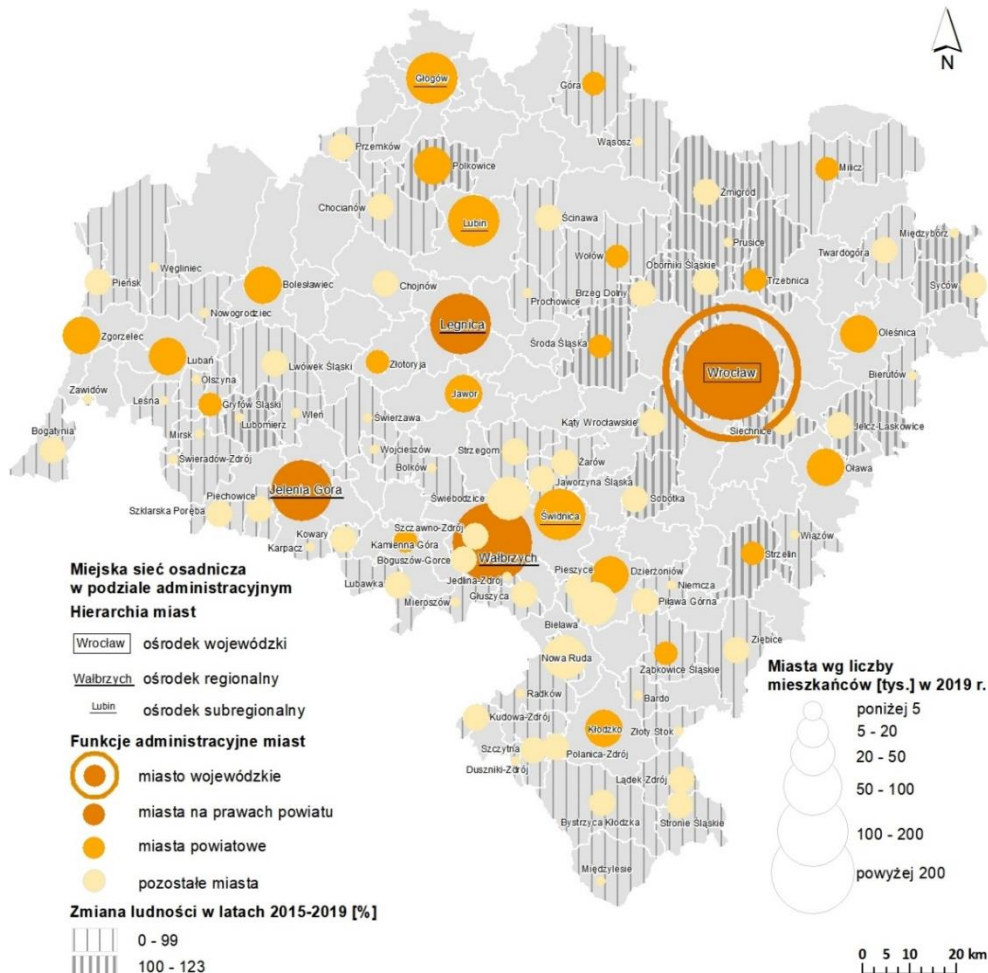 N
Głogów
Góra
Wąsosz
Przemków
Polkowice
Milicz
Żmigród
Chocianów
Ścinawa
Lubin
Międzybórz
Prusice
Twardogóra
Wołów
Oborniki Śląskie
Trzebnica
Syców
Węgliniec
Pieńsk
Bolesławiec
Chojnów
Brzeg Dolny
Prochowice
Nowogrodziec
Legnica
Zgorzelec
Środa Śląska
Oleśnica
Lubań
Lwówek Śląski
Złotoryja
Wrocław
Olszyna
Bierutów
Zawidów
Leśna
Gryfów Śląski
Jawor
Lubomierz
Wleń
Świerzawa
Kąty Wrocławskie
Siechnice
Jelcz-Laskowice
Bogatynia
Mirsk
Wojcieszów
Strzegom
Świeradów-Zdrój
Bolków
Żarów
Oława
Jaworzyna Śląska
Piechowice
Jelenia Góra
Świebodzice
Sobótka
Szklarska Poręba
Świdnica
Szczawno-Zdrój
Kowary
Wiązów
Karpacz
Kamienna Góra
Strzelin
Wałbrzych
Boguszów-Gorce
Pieszyce
Dzierżoniów
Lubawka
Jedlina-Zdrój
Niemcza
Mieroszów
Głuszyca
Piława Górna
Bielawa
Ziębice
Nowa Ruda
Ząbkowice Śląskie
Radków
Bardo
Kudowa-Zdrój
Kłodzko
Złoty Stok
Szczytna
Polanica-Zdrój
Duszniki-Zdrój
Lądek-Zdrój
Bystrzyca Kłodzka
Stronie Śląskie
Międzylesie
Miejska sieć osadnicza
w podziale administracyjnym
Hierarchia miast
Wrocław ośrodek wojewódzki
Wałbrzych ośrodek regionalny
Lubin ośrodek subregionalny
Funkcje administracyjne miast
miasto wojewódzkie
miasta na prawach powiatu
miasta powiatowe
pozostałe miasta
Zmiana ludności w latach 2015-2019 [%]
0 - 99
100 - 123
Miasta wg liczby
mieszkańców [tys.] w 2019 r.
poniżej 5
5 - 20
20 - 50
50 - 100
100 - 200
powyżej 200
0 5 10 20 km